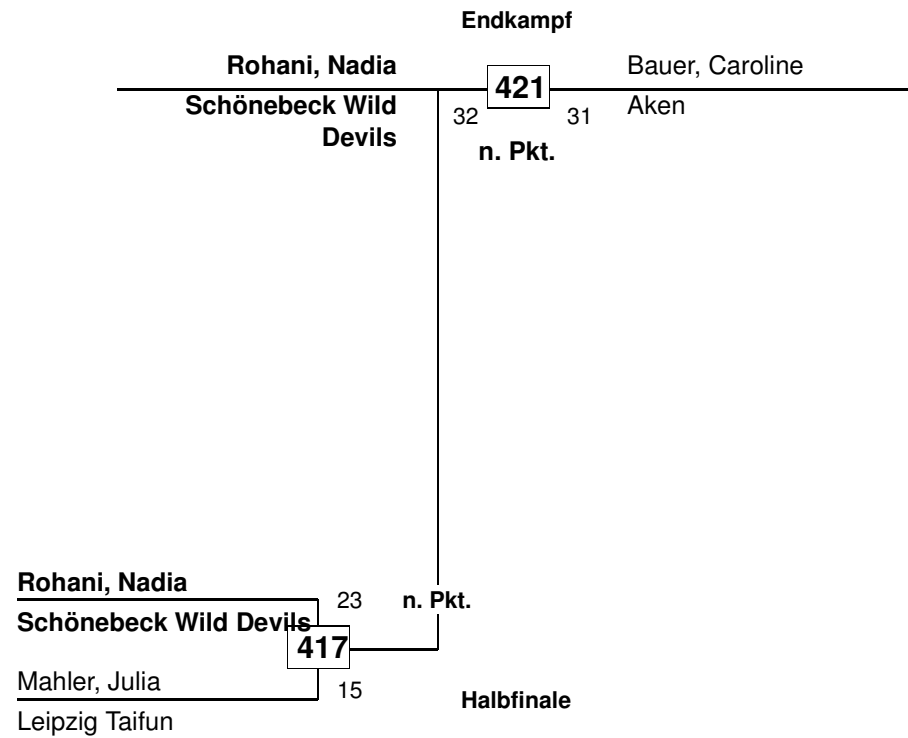 Endkampf
Rohani, Nadia
421
Bauer, Caroline
Schönebeck Wild
Devils
32
31
Aken
n. Pkt.
Rohani, Nadia
23
n. Pkt.
Schönebeck Wild Devils
417
Mahler, Julia
15
Halbfinale
Leipzig Taifun